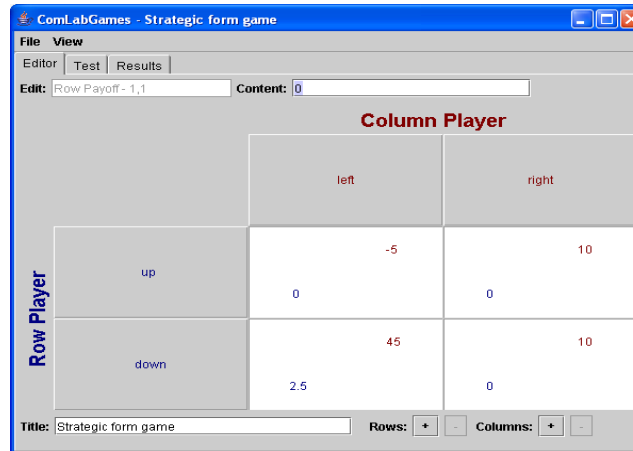 ComLabGames - Strategic form game
File View
Editor Test Results
Edit: Row Payoff - 1,1 Content: 0
Column Player
left right
Row Player
up
-5 10
0 0
down
45 10
2.5 0
Title: Strategic form game Rows: + - Columns: + -